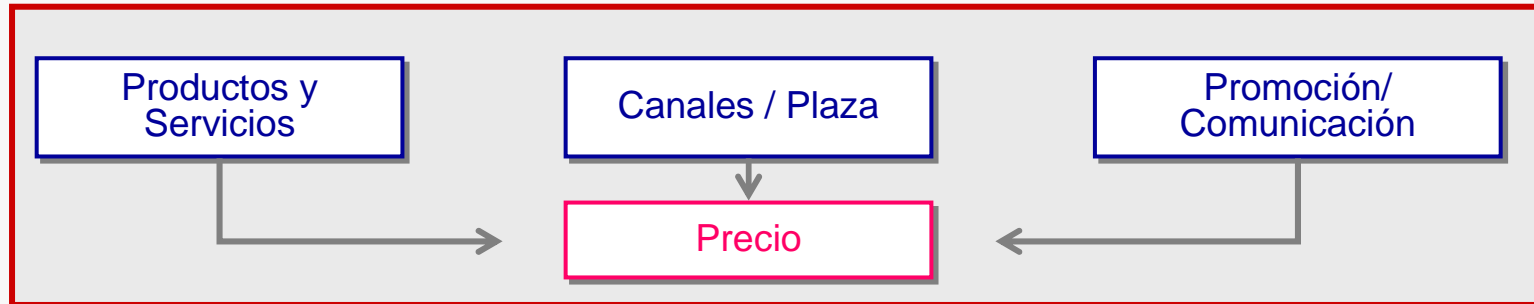 Productos y
Servicios
Canales / Plaza
Promoción/
Comunicación
Precio